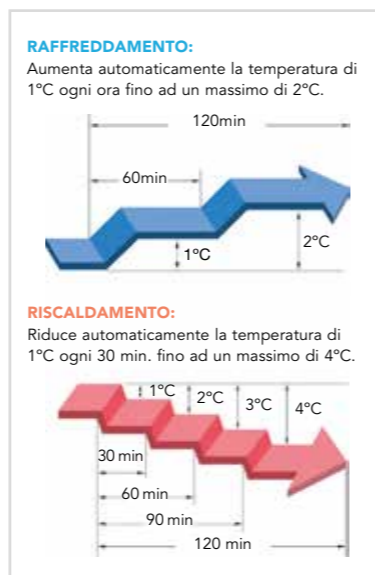 RAFFREDDAMENTO:
Aumenta automaticamente la temperatura di
1°C ogni ora fino ad un massimo di 2°C.
120min
60min
1°C
2°C
RISCALDAMENTO:
Riduce automaticamente la temperatura di
1°C ogni 30 min. fino ad un massimo di 4°C.
1°C
2°C
3°C
4°C
30 min
60 min
90 min
120 min